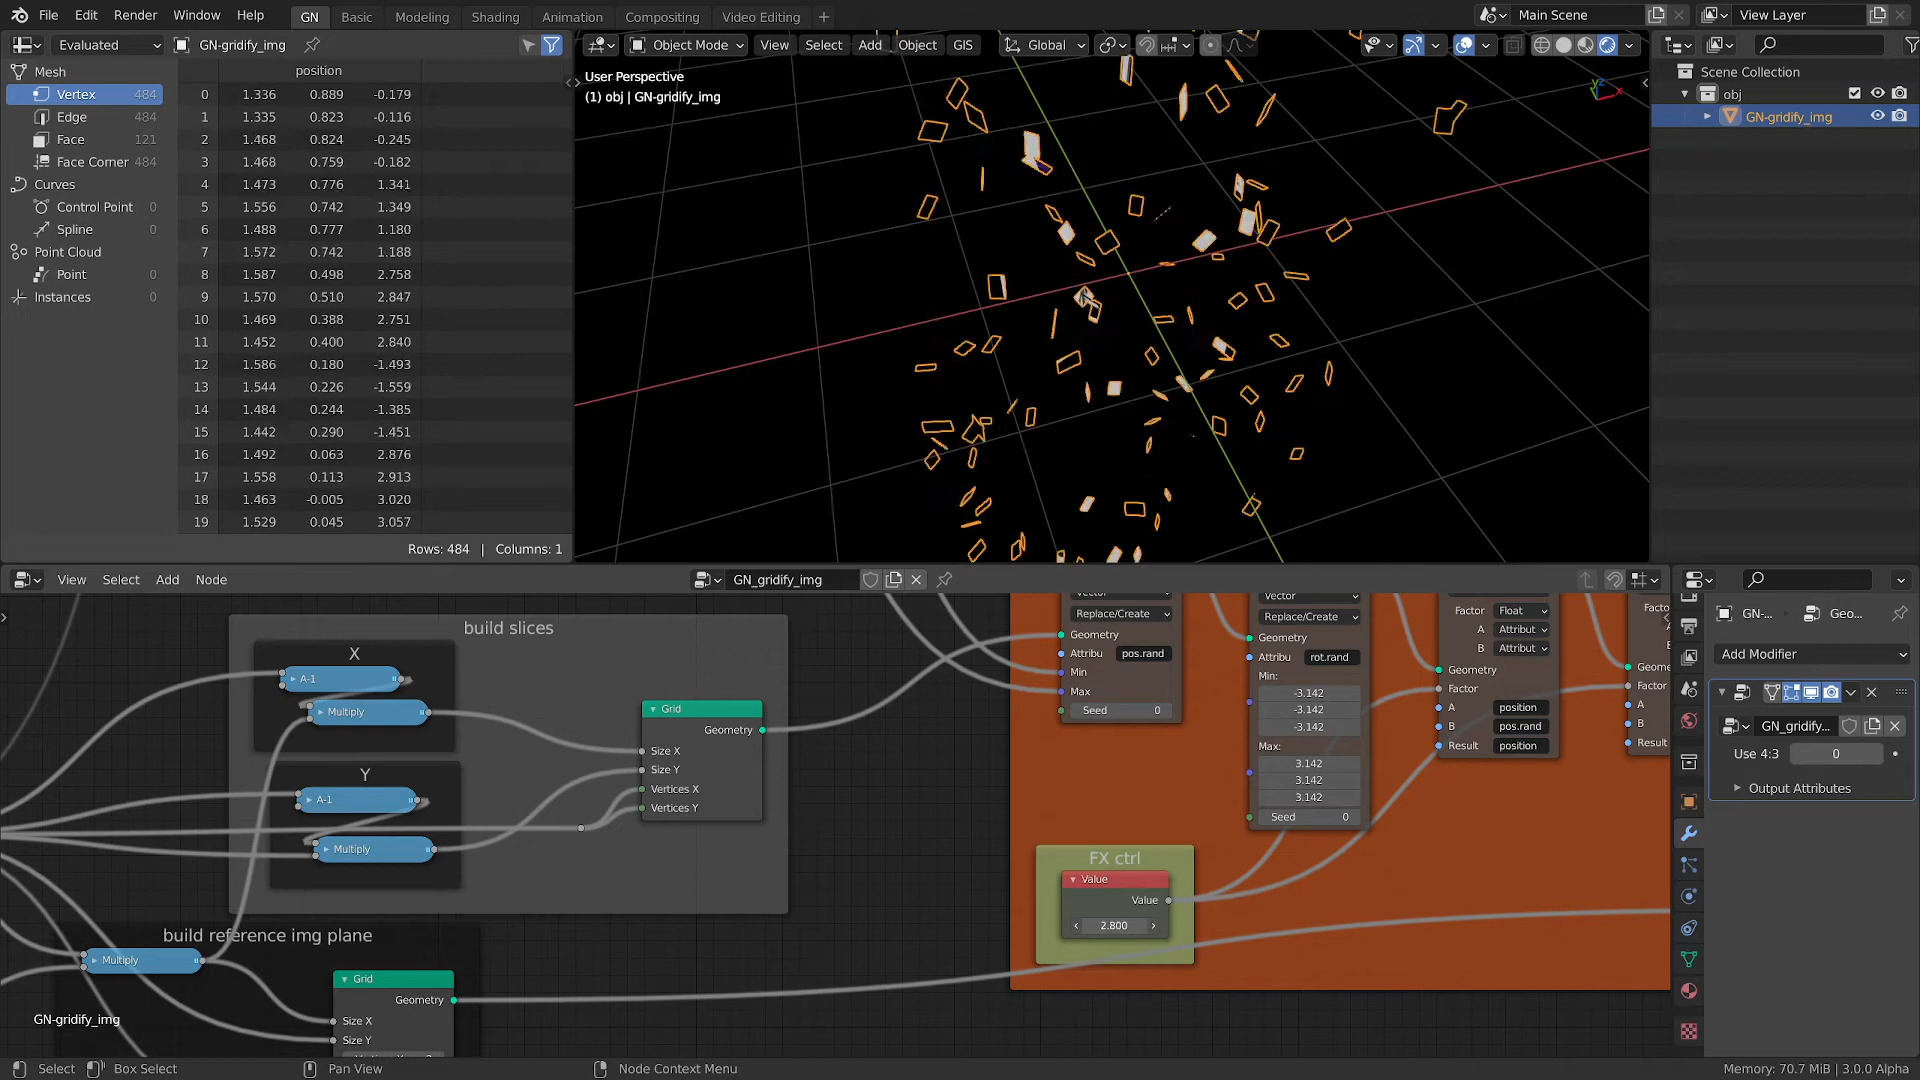 File Edit Render Window Help GN Basic Modeling Shading Animation Compositing Video Editing + Main Scene View Layer
Evaluated GN-gridify_img
Object Mode View Select Add Object GIS Global
Mesh
Vertex 484
Edge 484
Face 121
Face Corner 484
Curves
Control Point 0
Spline 0
Point Cloud
Point 0
Instances 0
position
0 1.336 0.889 -0.179
1 1.335 0.823 -0.116
2 1.468 0.824 -0.245
3 1.468 0.759 -0.182
4 1.473 0.776 1.341
5 1.556 0.742 1.349
6 1.488 0.777 1.180
7 1.572 0.742 1.188
8 1.587 0.498 2.758
9 1.570 0.510 2.847
10 1.469 0.388 2.751
11 1.452 0.400 2.840
12 1.586 0.180 -1.493
13 1.544 0.226 -1.559
14 1.484 0.244 -1.385
15 1.442 0.290 -1.451
16 1.492 0.063 2.876
17 1.558 0.113 2.913
18 1.463 -0.005 3.020
19 1.529 0.045 3.057
Rows: 484 | Columns: 1
User Perspective
(1) obj | GN-gridify_img
Scene Collection
obj
GN-gridify_img
View Select Add Node GN_gridify_img
build slices
X
A-1
Multiply
Y
A-1
Multiply
Grid
Geometry
Size X
Size Y
Vertices X
Vertices Y
build reference img plane
Multiply
Grid
Geometry
Size X
Size Y
GN-gridify_img
Replace/Create
Geometry
Attribu pos.rand
Min
Max
Seed 0
Vector
Replace/Create
Geometry
Attribu rot.rand
Min:
-3.142
-3.142
-3.142
Max:
3.142
3.142
3.142
Seed 0
Factor Float
A Attribut
B Attribut
Geometry
Factor
A position
B pos.rand
Result position
Facto
A
B
Geome
Factor
A
B
Result
FX ctrl
Value
Value
2.800
GN-... Geo...
Add Modifier
GN_gridify...
Use 4:3 0
Output Attributes
Select Box Select Pan View Node Context Menu Memory: 70.7 MiB | 3.0.0 Alpha